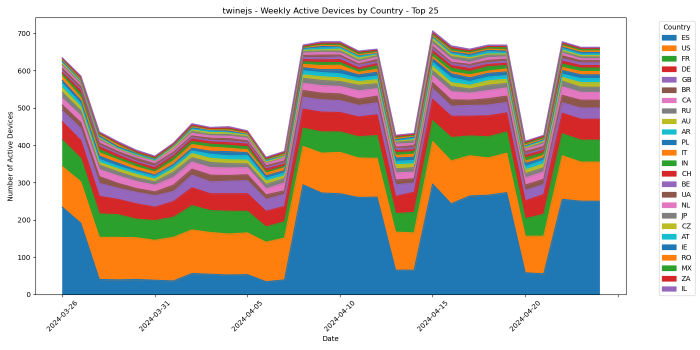 twinejs - Weekly Active Devices by Country - Top 25
Number of Active Devices
700
600
500
400
300
200
100
0
2024-03-26
2024-03-31
2024-04-05
2024-04-10
2024-04-15
2024-04-20
Date
Country
ES
US
FR
DE
GB
BR
CA
RU
AU
AR
PL
IT
IN
CH
BE
UA
NL
JP
CZ
AT
IE
RO
MX
ZA
IL